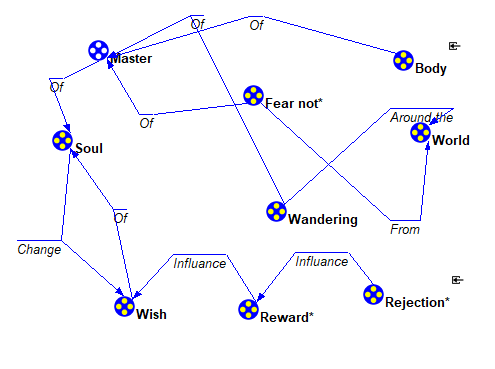 Of
Of
Master
Body
Of
Fear not*
Of
Around the
World
Soul
Wandering
Of
From
Change
Influance
Influance
Wish
Reward*
Rejection*